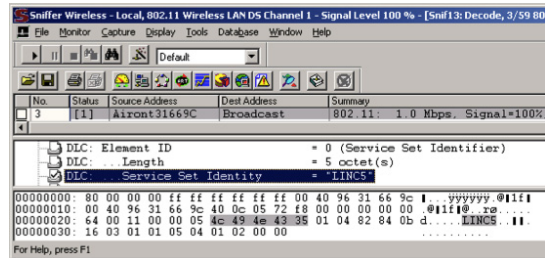 Sniffer Wireless - Local, 802.11 Wireless LAN DS Channel 1 - Signal Level 100 % - [Snif13: Decode, 3/59 80
File Monitor Capture Display Tools Database Window Help
Default
No. Status Source Address Dest Address Summary
3 [1] Airont31669C Broadcast 802.11: 1.0 Mbps, Signal=100%
DLC: Element ID = 0 (Service Set Identifier)
DLC: ...Length = 5 octet(s)
DLC: ...Service Set Identity = "LINC5"
00000000: 80 00 00 00 ff ff ff ff ff ff 00 40 96 31 66 9c ....ÿÿÿÿÿÿ.@1f
00000010: 00 40 96 31 66 9c 40 0c 05 72 f8 00 00 00 00 00 .@1f@..rø.....
00000020: 64 00 11 00 00 05 4c 49 4e 43 35 01 04 82 84 0b d.....LINC5..
00000030: 16 03 01 01 05 04 01 02 00 00 ..........
For Help, press F1